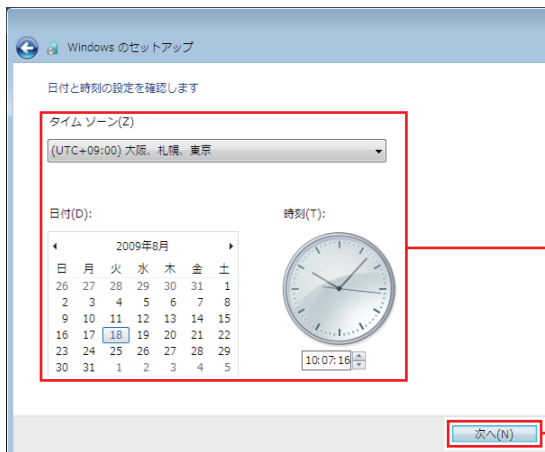 Windows のセットアップ
日付と時刻の設定を確認します
タイム ゾーン(Z)
(UTC+09:00) 大阪、札幌、東京
日付(D):
時刻(T):
2009年8月
日 月 火 水 木 金 土
26 27 28 29 30 31 1
2 3 4 5 6 7 8
9 10 11 12 13 14 15
16 17 18 19 20 21 22
23 24 25 26 27 28 29
30 31 1 2 3 4 5
10:07:16
次へ(N)